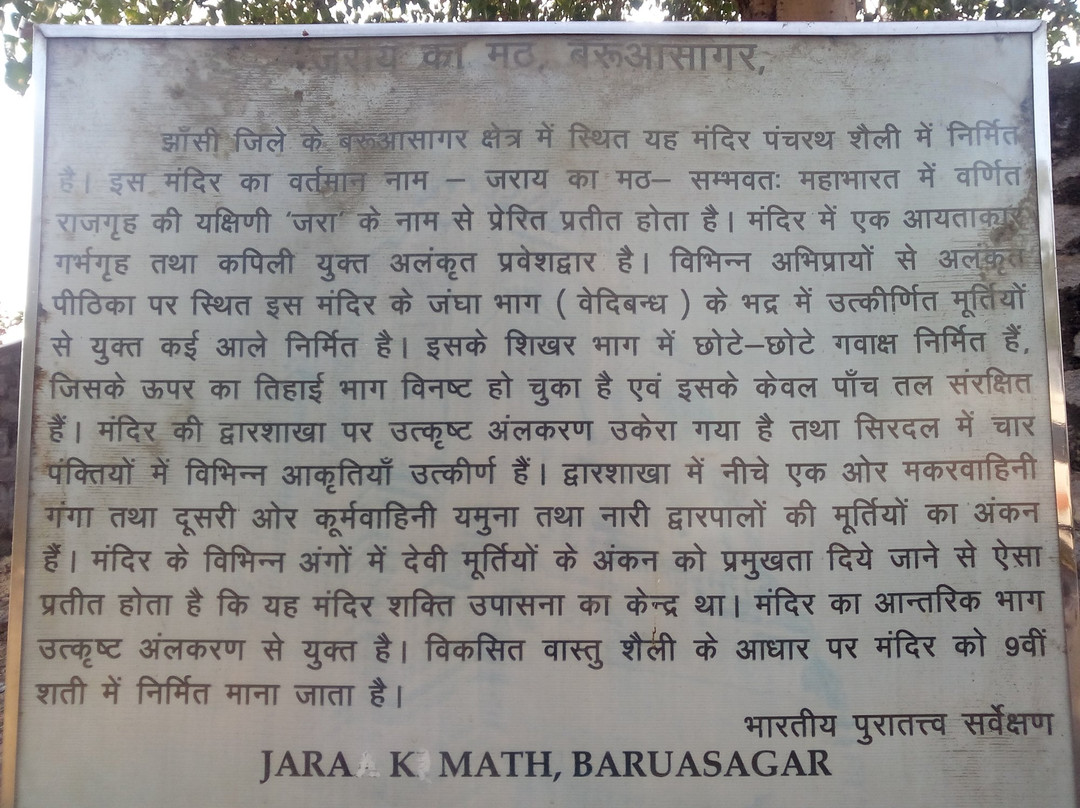 जराय का मठ, बरूआसागर,
झाँसी जिले के बरूआसागर क्षेत्र में स्थित यह मंदिर पंचरथ शैली में निर्मित
है। इस मंदिर का वर्तमान नाम – जराय का मठ– सम्भवतः महाभारत में वर्णित
राजगृह की यक्षिणी 'जरा' के नाम से प्रेरित प्रतीत होता है। मंदिर में एक आयताकार
गर्भगृह तथा कपिली युक्त अलंकृत प्रवेशद्वार है। विभिन्न अभिप्रायों से अलंकृत
पीठिका पर स्थित इस मंदिर के जंघा भाग ( वेदिबन्ध ) के भद्र में उत्कीर्णित मूर्तियों
से युक्त कई आले निर्मित है। इसके शिखर भाग में छोटे–छोटे गवाक्ष निर्मित हैं,
जिसके ऊपर का तिहाई भाग विनष्ट हो चुका है एवं इसके केवल पाँच तल संरक्षित
हैं। मंदिर की द्वारशाखा पर उत्कृष्ट अंलकरण उकेरा गया है तथा सिरदल में चार
पंक्तियों में विभिन्न आकृतियाँ उत्कीर्ण हैं। द्वारशाखा में नीचे एक ओर मकरवाहिनी
गंगा तथा दूसरी ओर कूर्मवाहिनी यमुना तथा नारी द्वारपालों की मूर्तियों का अंकन
हैं। मंदिर के विभिन्न अंगों में देवी मूर्तियों के अंकन को प्रमुखता दिये जाने से ऐसा
प्रतीत होता है कि यह मंदिर शक्ति उपासना का केन्द्र था। मंदिर का आन्तरिक भाग
उत्कृष्ट अंलकरण से युक्त है। विकसित वास्तु शैली के आधार पर मंदिर को 9वीं
शती में निर्मित माना जाता है।
भारतीय पुरातत्त्व सर्वेक्षण
JARA K MATH, BARUASAGAR